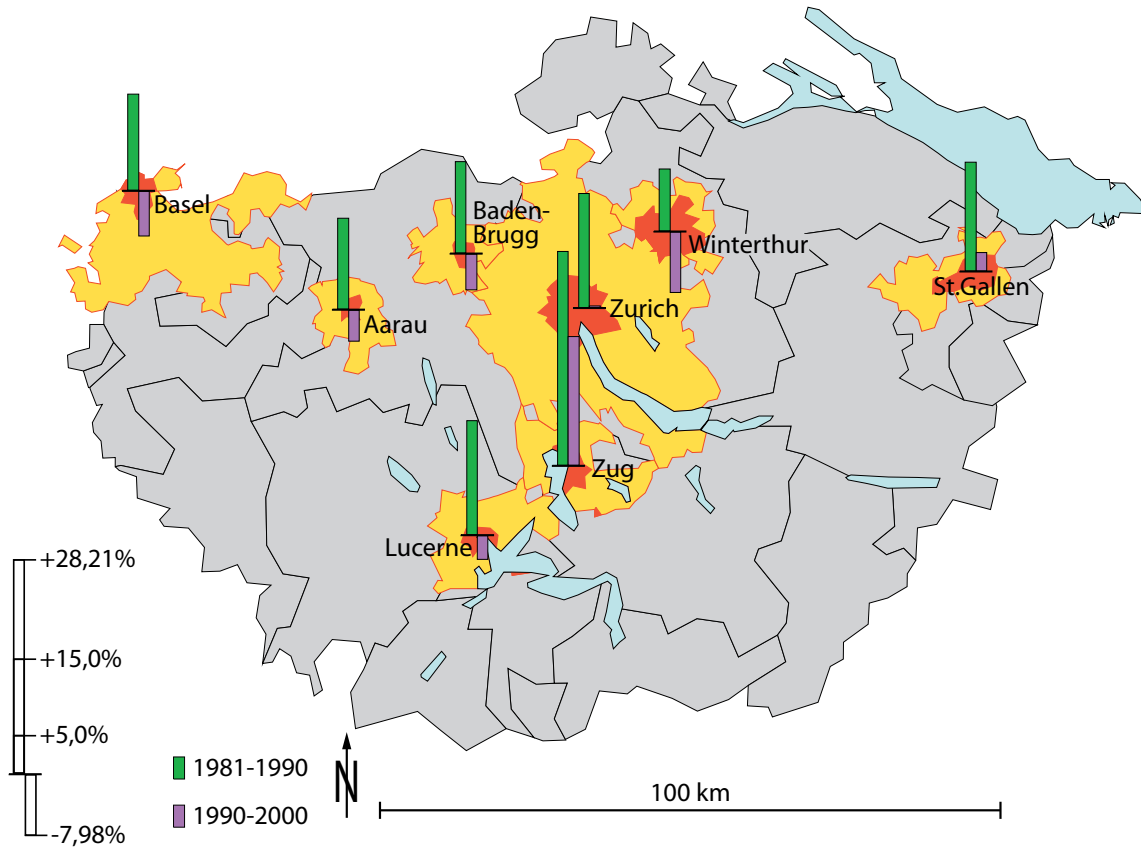 Basel
Baden-
Brugg
Winterthur
St.Gallen
Zurich
Aarau
Zug
Lucerne
+28,21%
+15,0%
+5,0%
-7,98%
1981-1990
1990-2000
N
100 km